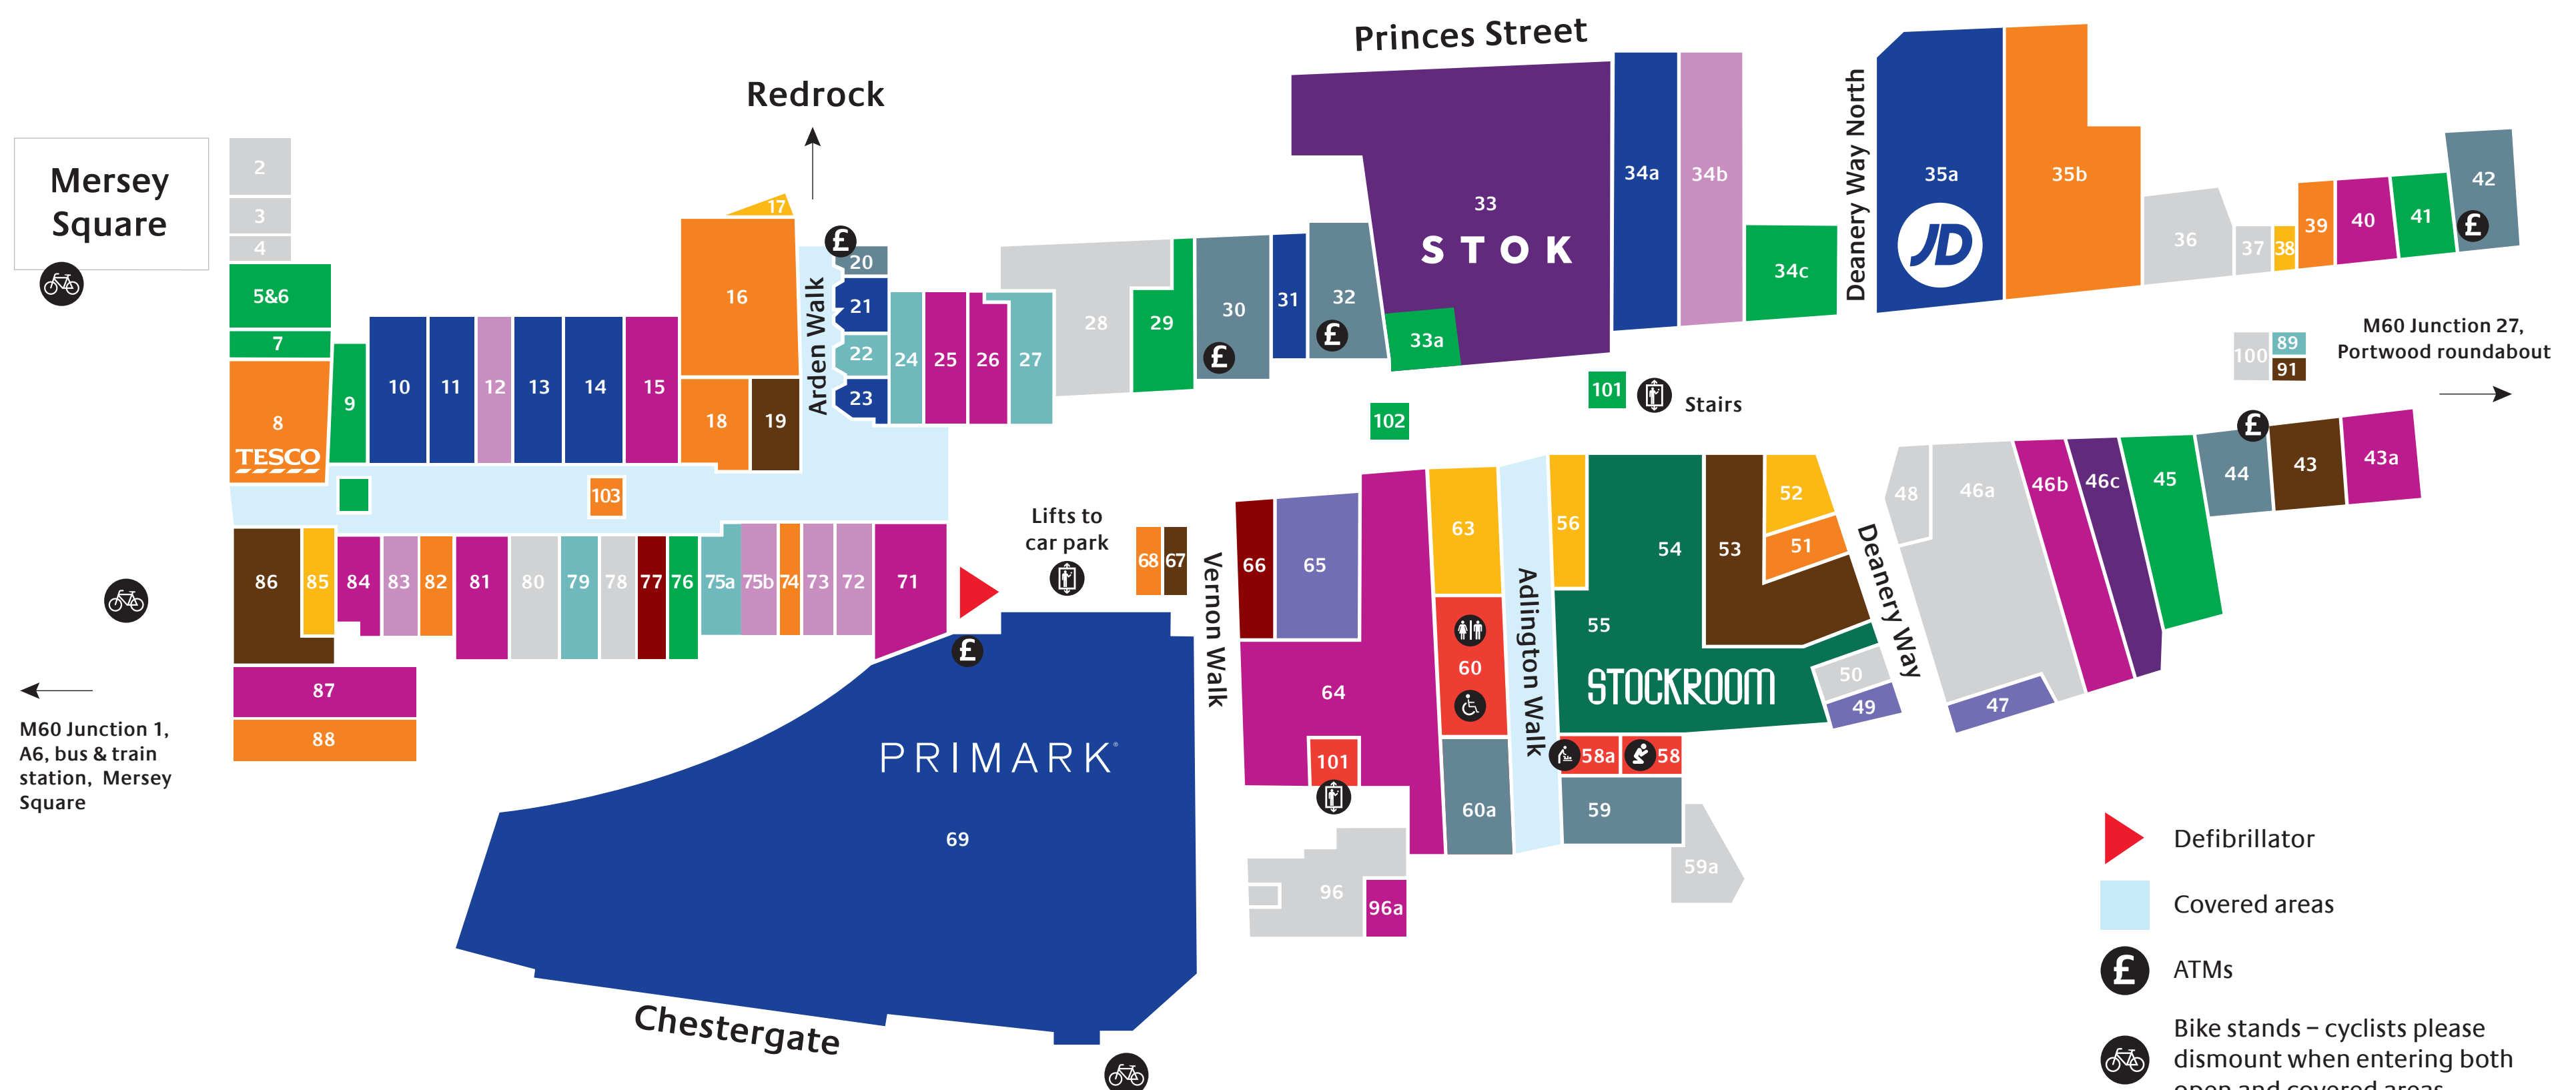 Princes Street
Redrock
Mersey
Square
Deanery Way North
2
3
4
5&6
7
8
TESCO
9
10
11
12
13
14
15
16
17
18
19
Arden Walk
£
20
21
22
23
24
25
26
27
28
29
30
£
31
32
£
33
STOK
33a
34a
34b
34c
35a
JD
35b
36
37
38
39
40
41
42
£
M60 Junction 27,
Portwood roundabout
100
89
91
101
Stairs
102
103
86
85
84
83
82
81
80
79
78
77
76
75a
75b
74
73
72
71
87
88
M60 Junction 1,
A6, bus & train
station, Mersey
Square
Lifts to
car park
68
67
£
PRIMARK
69
Chestergate
Vernon Walk
66
65
64
63
60
60a
101
96
96a
Adlington Walk
56
54
55
STOCKROOM
53
52
51
50
49
58a
58
59
59a
Deanery Way
48
46a
47
46b
46c
45
44
£
43
43a
Defibrillator
Covered areas
£
ATMs
Bike stands – cyclists please
dismount when entering both
open and covered areas